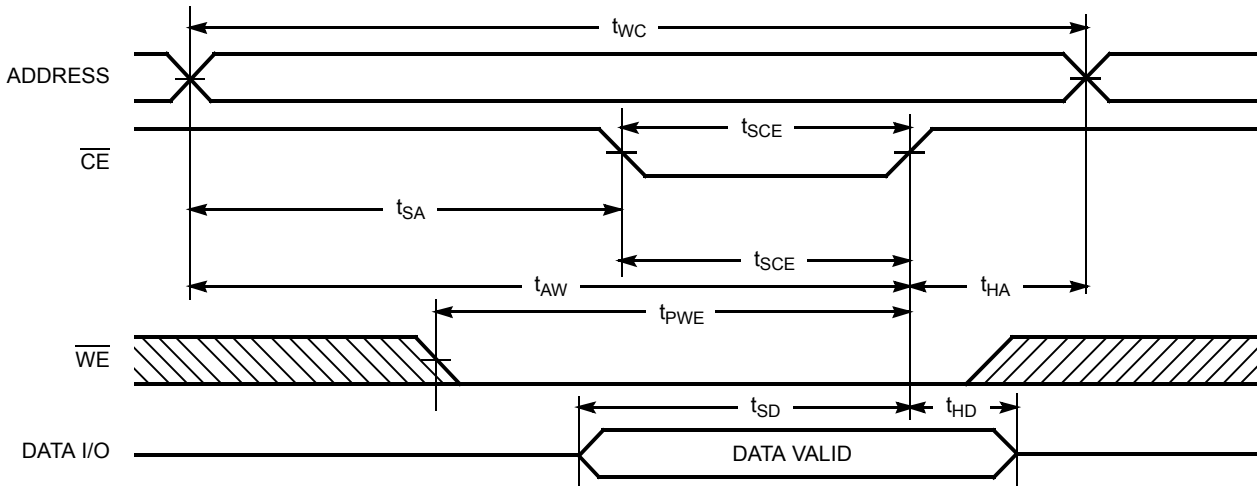 tWC
ADDRESS
tSCE
CE
tSA
tSCE
tAW
tHA
tPWE
WE
tSD
tHD
DATA I/O
DATA VALID